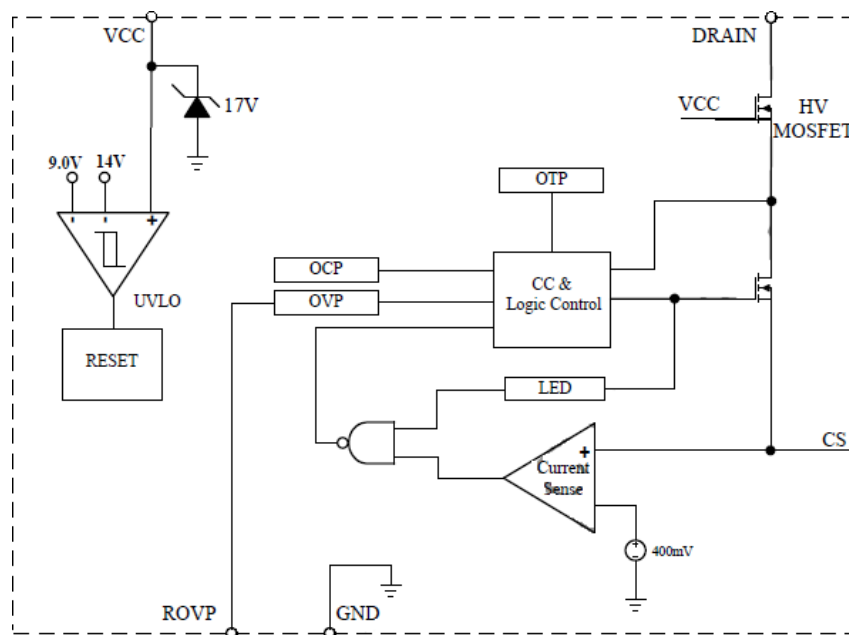 VCC
DRAIN
17V
VCC
HV
MOSFET
9.0V
14V
OTP
- - +
OCP
CC &
Logic Control
OVP
UVLO
RESET
LED
CS
+
Current
Sense
+
-
400mV
ROVP
GND